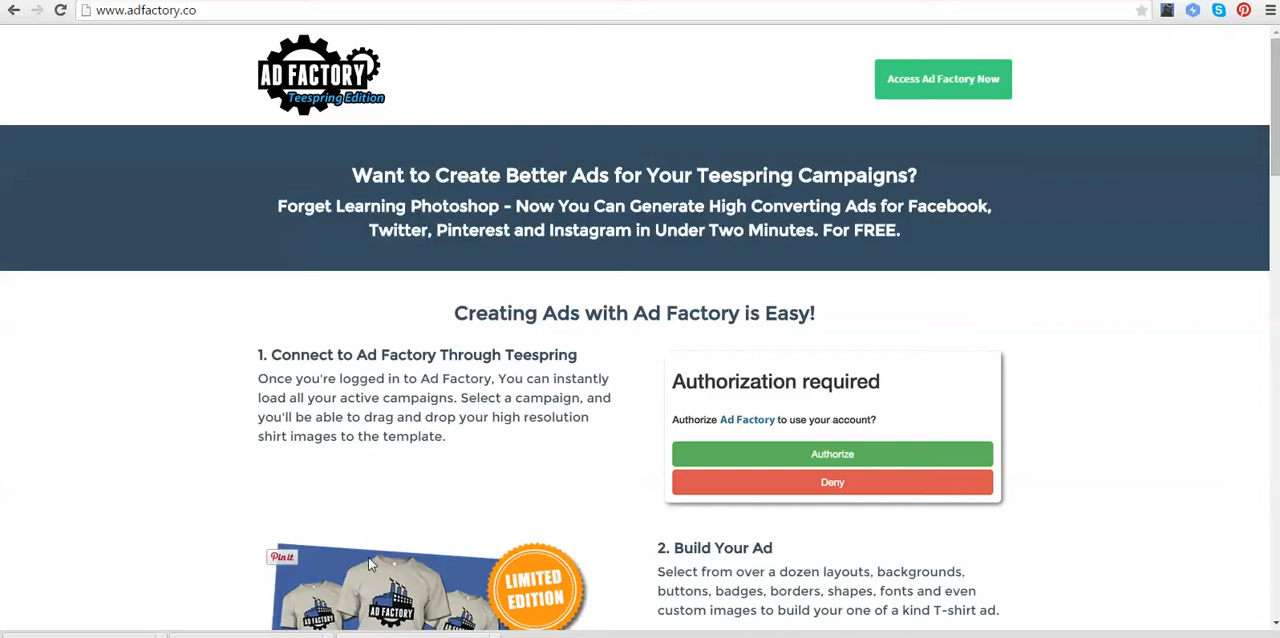 www.adfactory.co
AD FACTORY
Teespring Edition
Access Ad Factory Now
Want to Create Better Ads for Your Teespring Campaigns?
Forget Learning Photoshop - Now You Can Generate High Converting Ads for Facebook,
Twitter, Pinterest and Instagram in Under Two Minutes. For FREE.
Creating Ads with Ad Factory is Easy!
1. Connect to Ad Factory Through Teespring
Once you're logged in to Ad Factory, You can instantly
load all your active campaigns. Select a campaign, and
you'll be able to drag and drop your high resolution
shirt images to the template.
Authorization required
Authorize Ad Factory to use your account?
Authorize
Deny
Pin it
LIMITED
EDITION
AD FACTORY
2. Build Your Ad
Select from over a dozen layouts, backgrounds,
buttons, badges, borders, shapes, fonts and even
custom images to build your one of a kind T-shirt ad.